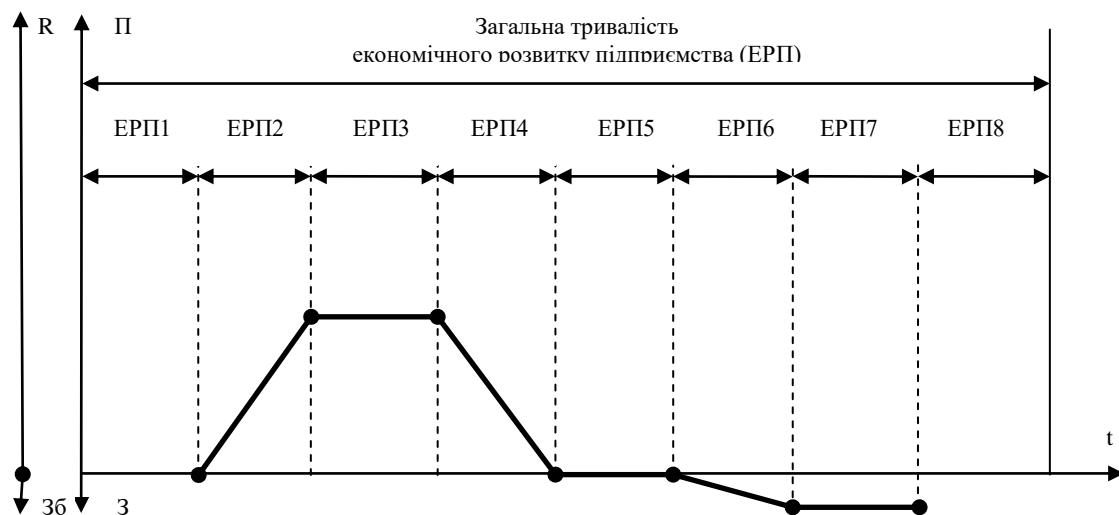 R
П
Загальна тривалість
економічного розвитку підприємства (ЕРП)
ЕРП1
ЕРП2
ЕРП3
ЕРП4
ЕРП5
ЕРП6
ЕРП7
ЕРП8
t
Зб
З